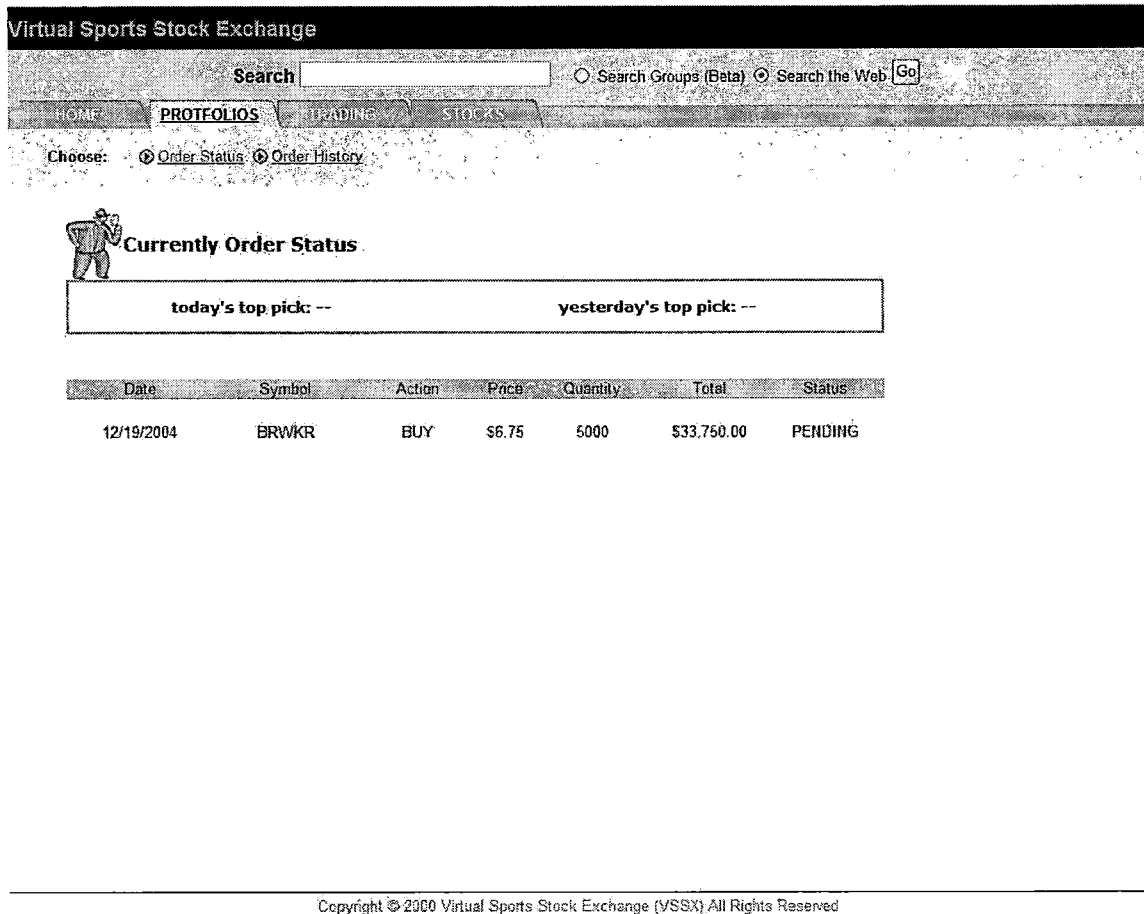 Virtual Sports Stock Exchange
Search Search Groups (Beta) Search the Web Go
HOME PROTFOLIOS TRADING STOCKS
Choose: Order Status Order History
Currently Order Status
today's top pick: -- yesterday's top pick: --
Date Symbol Action Price Quantity Total Status
12/19/2004 BRWKR BUY $6.75 5000 $33,750.00 PENDING
Copyright © 2000 Virtual Sports Stock Exchange (VSSX) All Rights Reserved